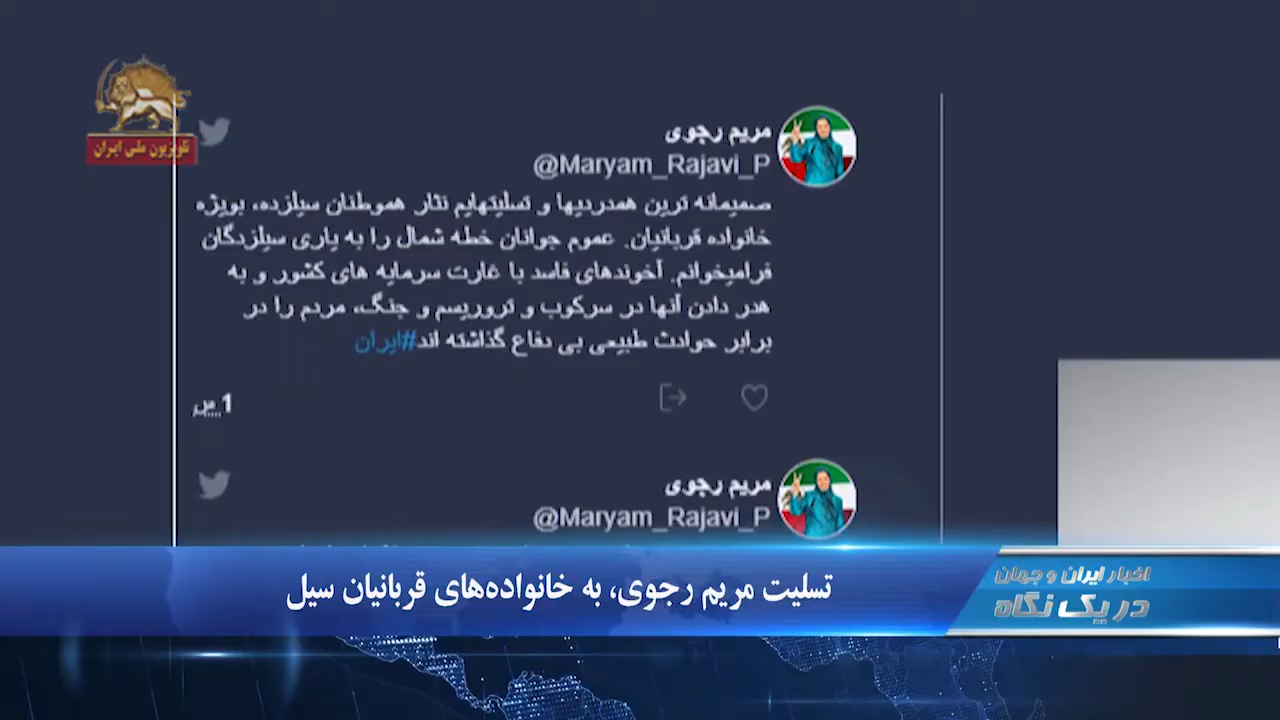 تلویزیون ملی ایران
مریم رجوی
@Maryam_Rajavi_P
صمیمانه ترین همدردیها و تسلیتهایم نثار هموطنان سیلزده، بویژه
خانواده قربانیان. عموم جوانان خطه شمال را به یاری سیلزدگان
فرامیخوانم. آخوندهای فاسد با غارت سرمایه های کشور و به
هدر دادن آنها در سرکوب و تروریسم و جنگ، مردم را در
برابر حوادث طبیعی بی دفاع گذاشته اند#ایران
1 س
مریم رجوی
@Maryam_Rajavi_P
تسلیت مریم رجوی، به خانواده‌های قربانیان سیل
اخبار ایران و جهان
در یک نگاه